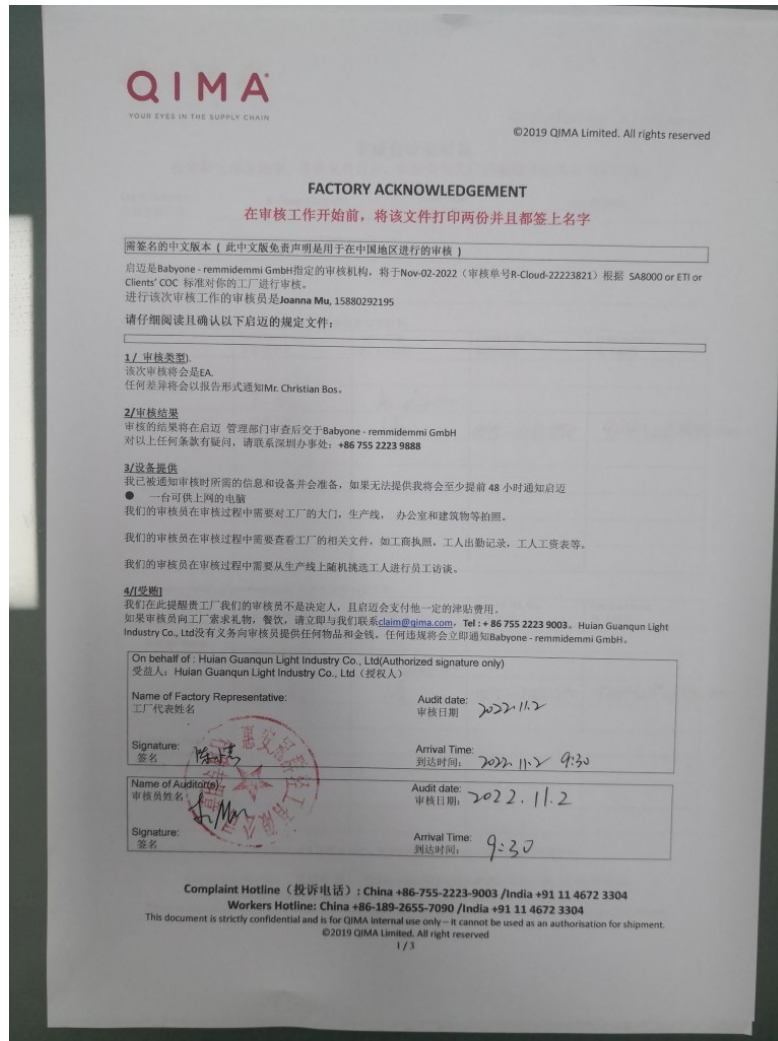 QIMA
YOUR EYES IN THE SUPPLY CHAIN
©2019 QIMA Limited. All rights reserved
FACTORY ACKNOWLEDGEMENT
在审核工作开始前，将该文件打印两份并且都签上名字
需签名的中文版本 ( 此中文版免责声明是用于在中国地区进行的审核 )
启迈是Babyone - remmidemmi GmbH指定的审核机构，将于Nov-02-2022（审核单号R-Cloud-22223821）根据 SA8000 or ETI or
Clients' COC 标准对你的工厂进行审核。
进行该次审核工作的审核员是Joanna Mu, 15880292195
请仔细阅读且确认以下启迈的规定文件：
1/ 审核类型).
该次审核将会是EA.
任何差异将会以报告形式通知Mr. Christian Bos。
2/审核结果
审核的结果将在启迈 管理部门审查后交于Babyone - remmidemmi GmbH
对以上任何条款有疑问，请联系深圳办事处：+86 755 2223 9888
3/设备提供
我已被通知审核时所需的信息和设备并会准备，如果无法提供我将会至少提前 48 小时通知启迈
● 一台可供上网的电脑
我们的审核员在审核过程中需要对工厂的大门，生产线， 办公室和建筑物等拍照。
我们的审核员在审核过程中需要查看工厂的相关文件，如工商执照，工人出勤记录，工人工资表等。
我们的审核员在审核过程中需要从生产线上随机挑选工人进行员工访谈。
4/[受贿]
我们在此提醒贵工厂我们的审核员不是决定人，且启迈会支付他一定的津贴费用。
如果审核员向工厂索求礼物，餐饮，请立即与我们联系claim@qima.com，Tel : + 86 755 2223 9003。Huian Guanqun Light
Industry Co., Ltd没有义务向审核员提供任何物品和金钱，任何违规将会立即通知Babyone - remmidemmi GmbH。
On behalf of : Huian Guanqun Light Industry Co., Ltd(Authorized signature only)
受益人：Huian Guanqun Light Industry Co., Ltd（授权人）
Name of Factory Representative:
工厂代表姓名
Audit date:
审核日期 2022.11.2
Signature:
签名
Arrival Time:
到达时间： 2022.11.2 9:30
Name of Auditor(s)
审核员姓名
Audit date:
审核日期： 2022.11.2
Signature:
签名
Arrival Time:
到达时间： 9:30
Complaint Hotline（投诉电话）: China +86-755-2223-9003 /India +91 11 4672 3304
Workers Hotline: China +86-189-2655-7090 /India +91 11 4672 3304
This document is strictly confidential and is for QIMA internal use only – it cannot be used as an authorisation for shipment.
©2019 QIMA Limited. All right reserved
1 / 3